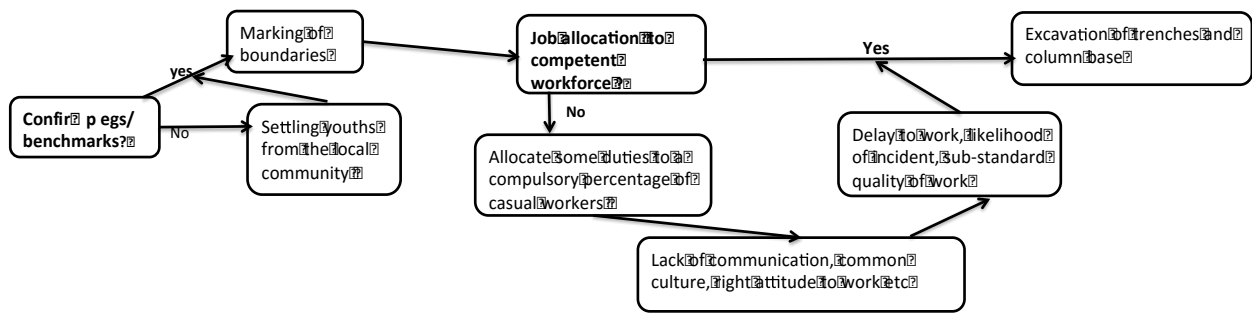 Marking of
boundaries
Job allocation to
competent
workforce?
Yes
Excavation of trenches and
column base
yes
Confir p egs/
benchmarks?
No
Settling youths
from the local
community
No
Allocate some duties to a
compulsory percentage of
casual workers
Delay to work, likelihood
of incident, sub-standard
quality of work
Lack of communication, common
culture, right attitude to work etc